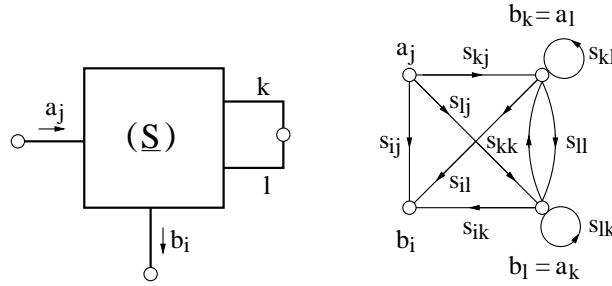 a_j
(S)
k
l
b_i
b_k = a_l
a_j
s_kj
s_kl
s_lj
s_ij
s_kk
s_ll
s_il
b_i
s_ik
s_lk
b_l = a_k